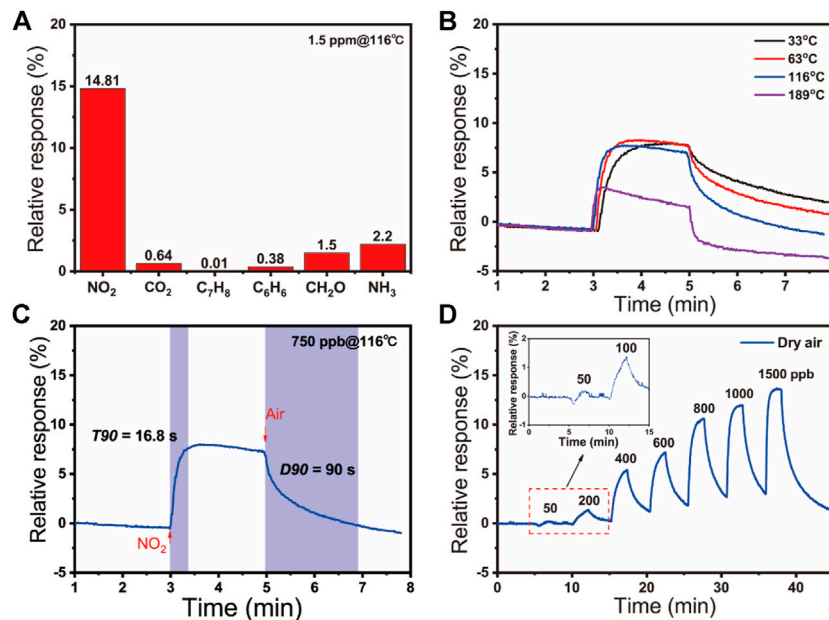 A
1.5 ppm@116℃
Relative response (%)
20
15
10
5
0
14.81
0.64
0.01
0.38
1.5
2.2
NO₂
CO₂
C₇H₈
C₆H₆
CH₂O
NH₃
B
33°C
63°C
116°C
189°C
Relative response (%)
20
15
10
5
0
-5
1
2
3
4
5
6
7
Time (min)
C
750 ppb@116℃
Relative response (%)
20
15
10
5
0
-5
T90 = 16.8 s
Air
D90 = 90 s
NO₂
1
2
3
4
5
6
7
8
Time (min)
D
Dry air
Relative response (%)
20
15
10
5
0
-5
Relative response (%)
2
1
0
-1
50
100
0
5
10
15
Time (min)
50
200
400
600
800
1000
1500 ppb
0
10
20
30
40
Time (min)